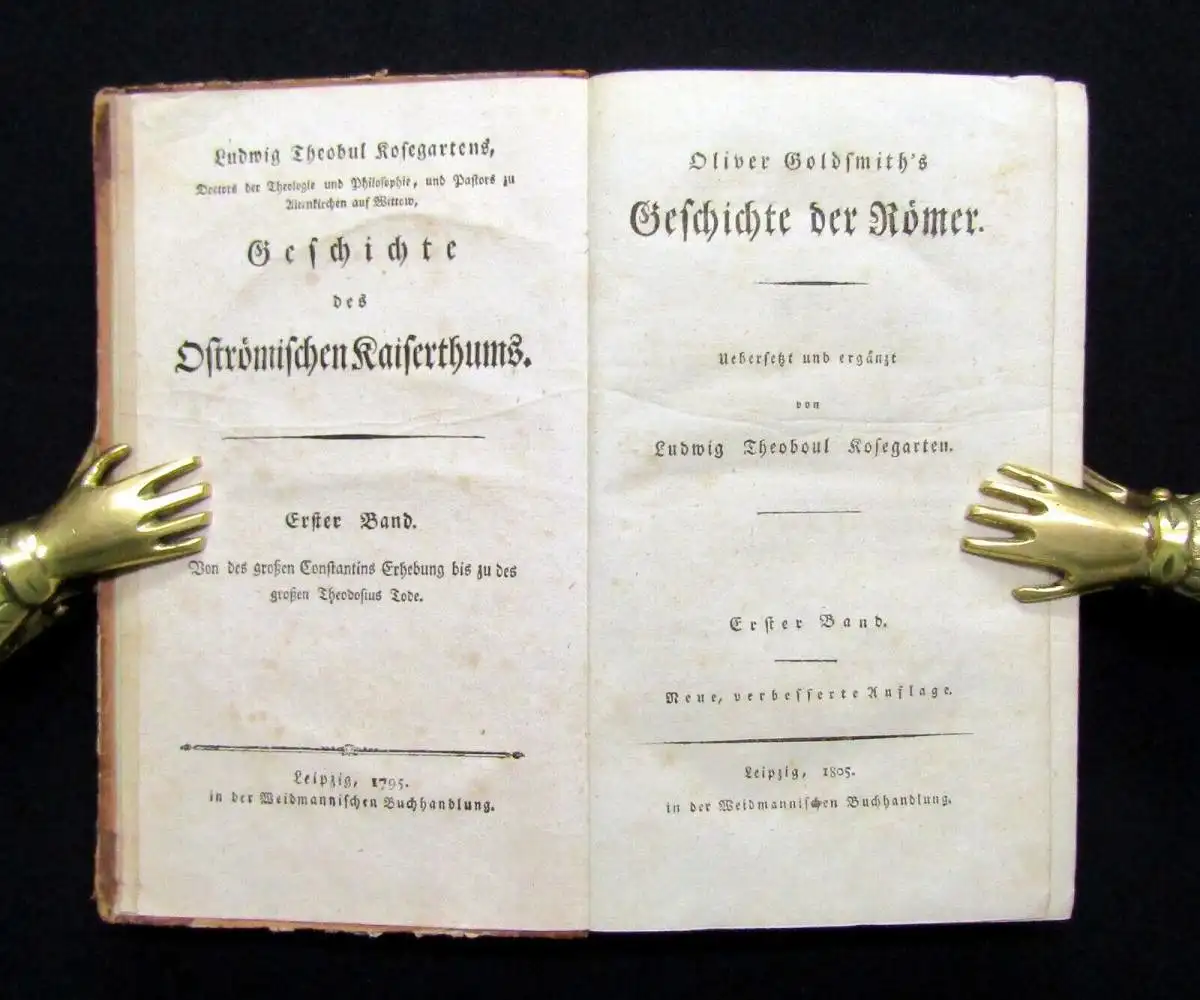 Ludwig Theobul Kosegartens,
Doctors der Theologie und Philosophie, und Pastors zu
Altenkirchen auf Wittow,
Geschichte
des
Oströmischen Kaiserthums.
Erster Band.
Von des großen Constantins Erhebung bis zu des
großen Theodosius Tode.
Leipzig, 1795.
in der Weidmannischen Buchhandlung.
Oliver Goldsmith's
Geschichte der Römer.
Uebersetzt und ergänzt
von
Ludwig Theoboul Kosegarten.
Erster Band.
Neue, verbesserte Auflage.
Leipzig, 1805.
in der Weidmannischen Buchhandlung.